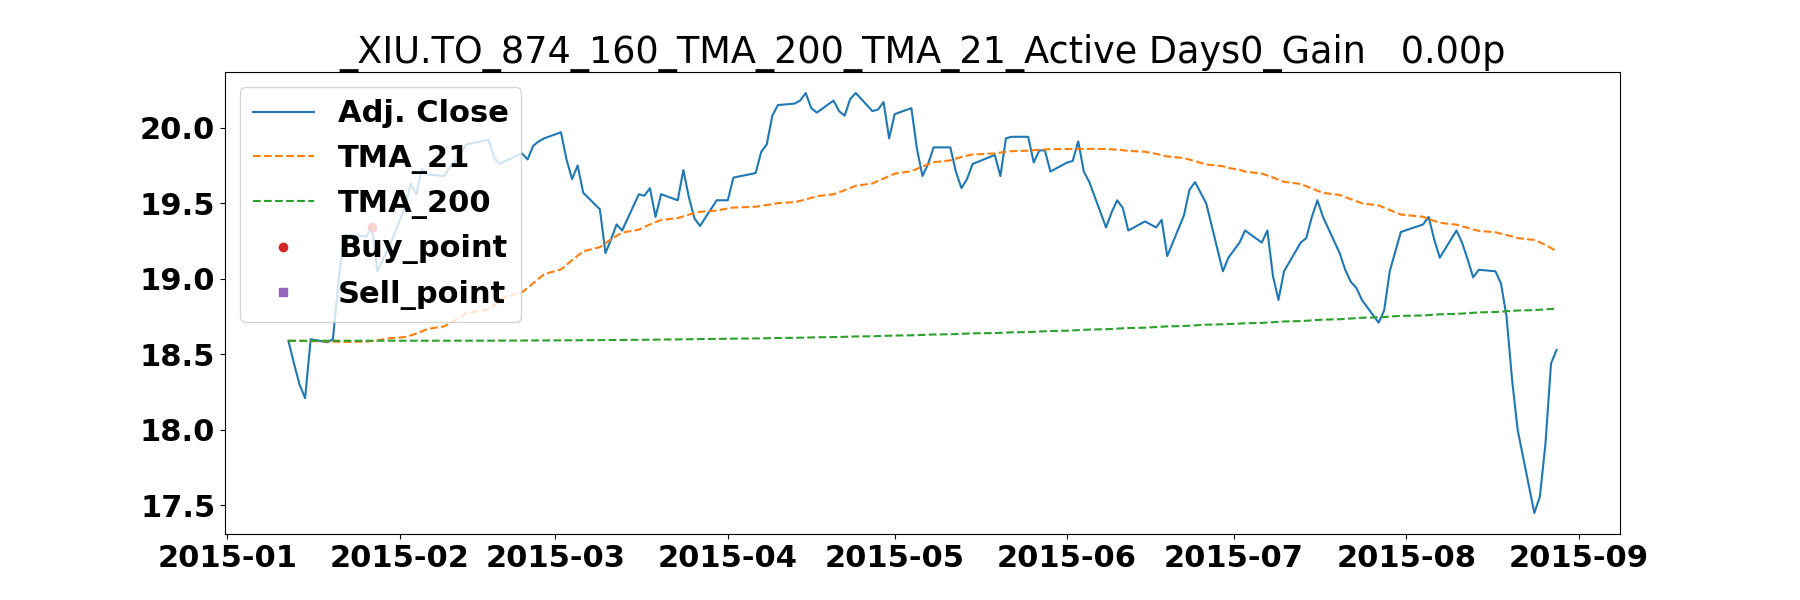 _XIU.TO_874_160_TMA_200_TMA_21_Active Days0_Gain   0.00p
Adj. Close
TMA_21
TMA_200
Buy_point
Sell_point
20.0
19.5
19.0
18.5
18.0
17.5
2015-01 2015-02 2015-03 2015-04 2015-05 2015-06 2015-07 2015-08 2015-09